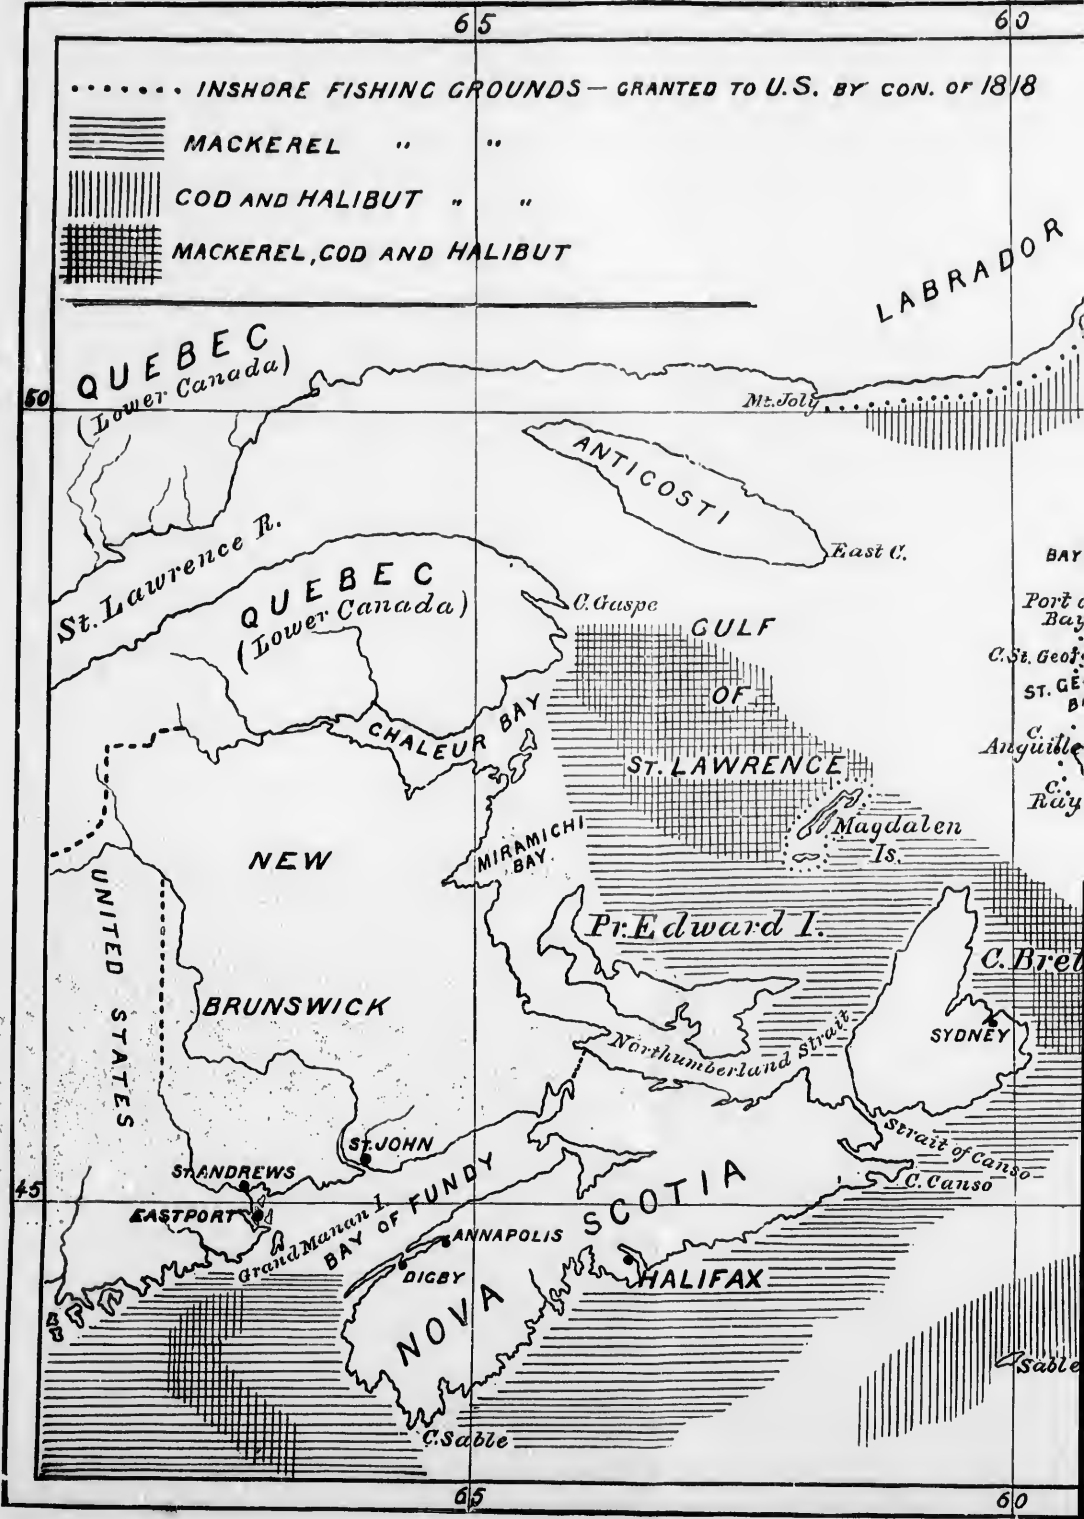 65 60
INSHORE FISHING GROUNDS — GRANTED TO U.S. BY CON. OF 1818
MACKEREL " "
COD AND HALIBUT " "
MACKEREL, COD AND HALIBUT
LABRADOR
QUEBEC
(Lower Canada)
50
Mt. Joly
ANTICOSTI
St. Lawrence R.
East C.
BAY
QUEBEC
(Lower Canada)
C. Gaspe
Port
Bay
GULF
OF
ST. LAWRENCE
C. St. Geo
ST. GE
CHALEUR BAY
C.
Anguille
C.
Ray
Magdalen
Is.
MIRAMICHI
BAY
NEW
BRUNSWICK
UNITED STATES
Pr. Edward I.
C. Bret
SYDNEY
Northumberland Strait
ST. JOHN
Strait of Canso
C. Canso
ST. ANDREWS
45
EASTPORT
Grand Manan I.
BAY OF FUNDY
NOVA SCOTIA
ANNAPOLIS
DIGBY
HALIFAX
Sable
C. Sable
65 60